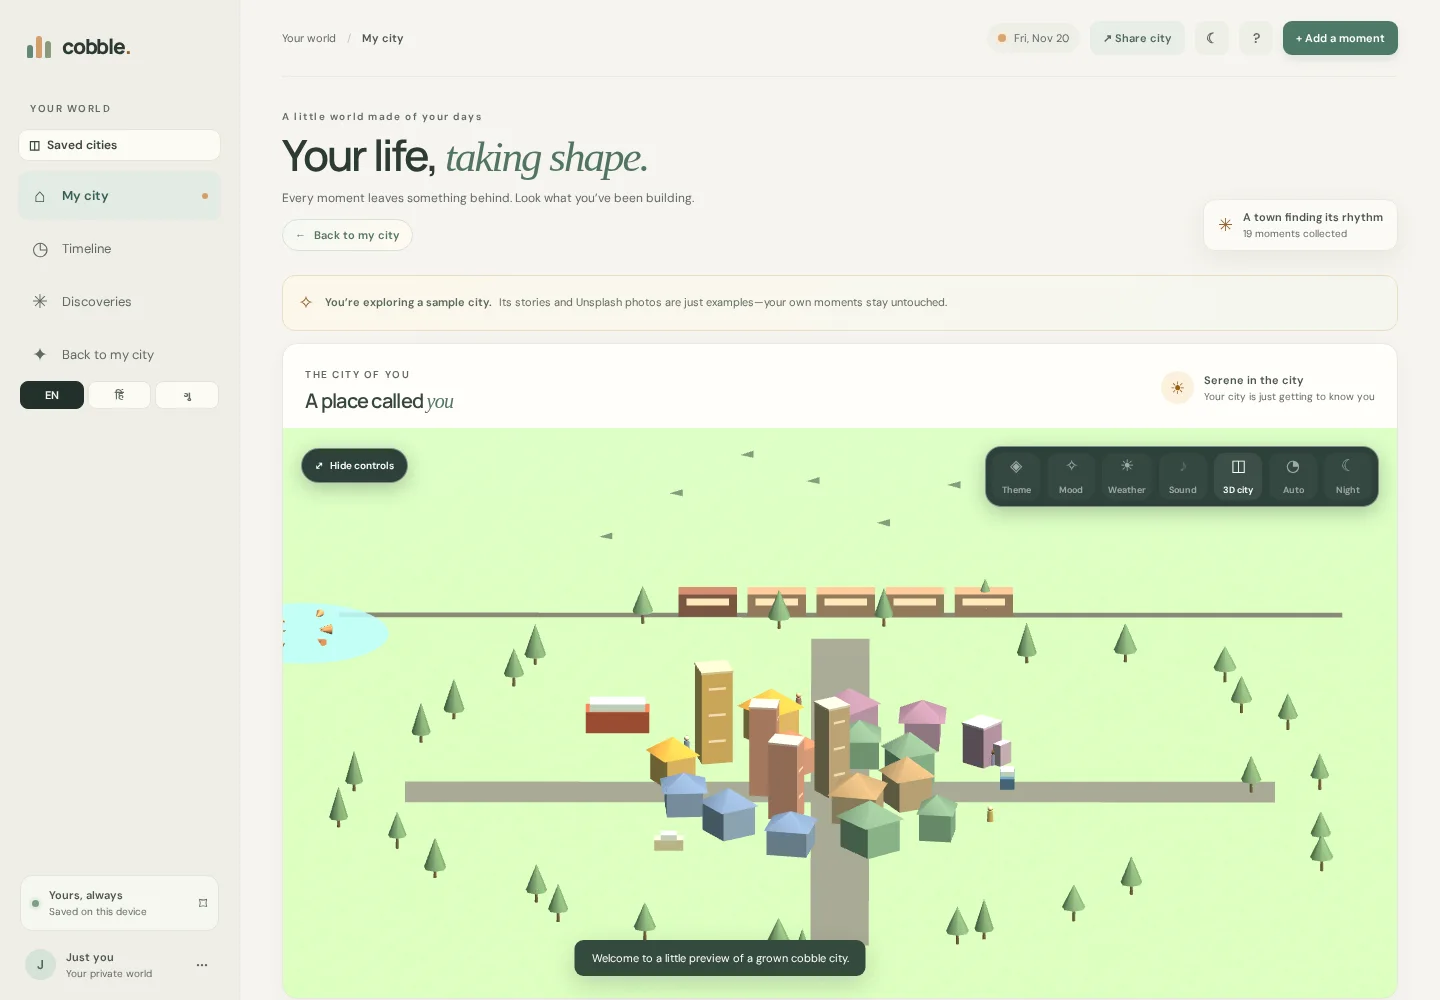 cobble.
YOUR WORLD
Saved cities
My city
Timeline
Discoveries
Back to my city
EN
हिं
ગુ
Yours, always
Saved on this device
J
Just you
Your private world
Your world / My city
Fri, Nov 20
↗ Share city
?
+ Add a moment
A little world made of your days
Your life, taking shape.
Every moment leaves something behind. Look what you’ve been building.
← Back to my city
A town finding its rhythm
19 moments collected
You’re exploring a sample city. Its stories and Unsplash photos are just examples—your own moments stay untouched.
THE CITY OF YOU
A place called you
Serene in the city
Your city is just getting to know you
Hide controls
Theme
Mood
Weather
Sound
3D city
Auto
Night
Welcome to a little preview of a grown cobble city.